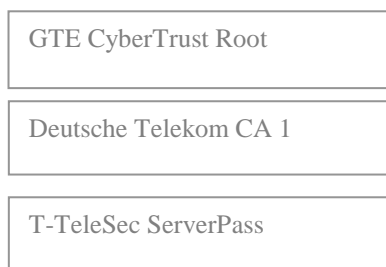 GTE CyberTrust Root
Deutsche Telekom CA 1
T-TeleSec ServerPass